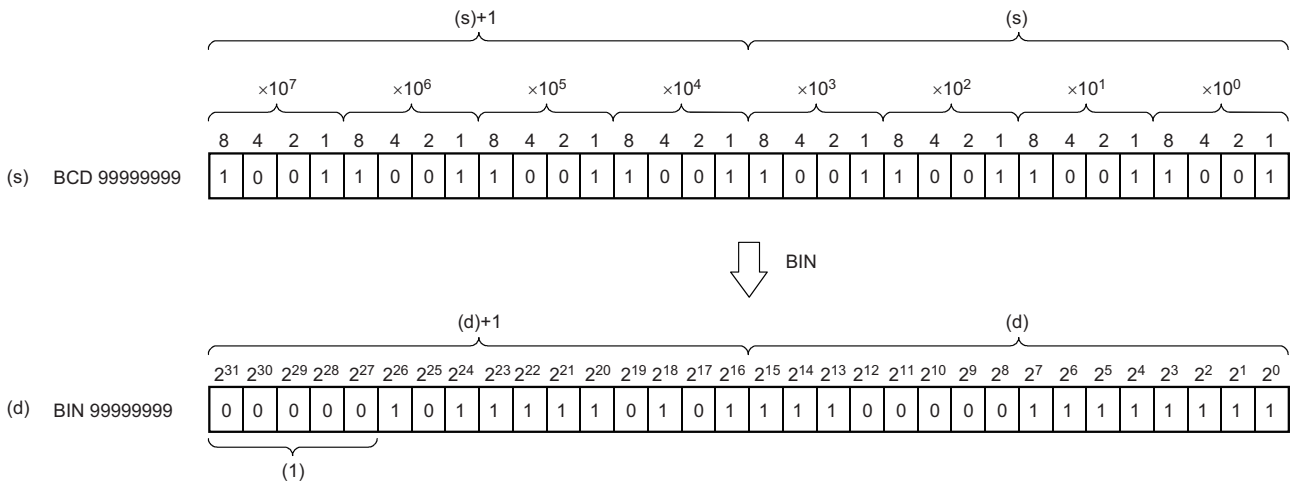 (s)+1 (s)
×10⁷ ×10⁶ ×10⁵ ×10⁴ ×10³ ×10² ×10¹ ×10⁰
8 4 2 1 8 4 2 1 8 4 2 1 8 4 2 1 8 4 2 1 8 4 2 1 8 4 2 1 8 4 2 1
(s) BCD 99999999 1 0 0 1 1 0 0 1 1 0 0 1 1 0 0 1 1 0 0 1 1 0 0 1 1 0 0 1 1 0 0 1
BIN
(d)+1 (d)
2³¹ 2³⁰ 2²⁹ 2²⁸ 2²⁷ 2²⁶ 2²⁵ 2²⁴ 2²³ 2²² 2²¹ 2²⁰ 2¹⁹ 2¹⁸ 2¹⁷ 2¹⁶ 2¹⁵ 2¹⁴ 2¹³ 2¹² 2¹¹ 2¹⁰ 2⁹ 2⁸ 2⁷ 2⁶ 2⁵ 2⁴ 2³ 2² 2¹ 2⁰
(d) BIN 99999999 0 0 0 0 0 1 0 1 1 1 1 1 0 1 0 1 1 1 1 0 0 0 0 0 1 1 1 1 1 1 1 1
(1)